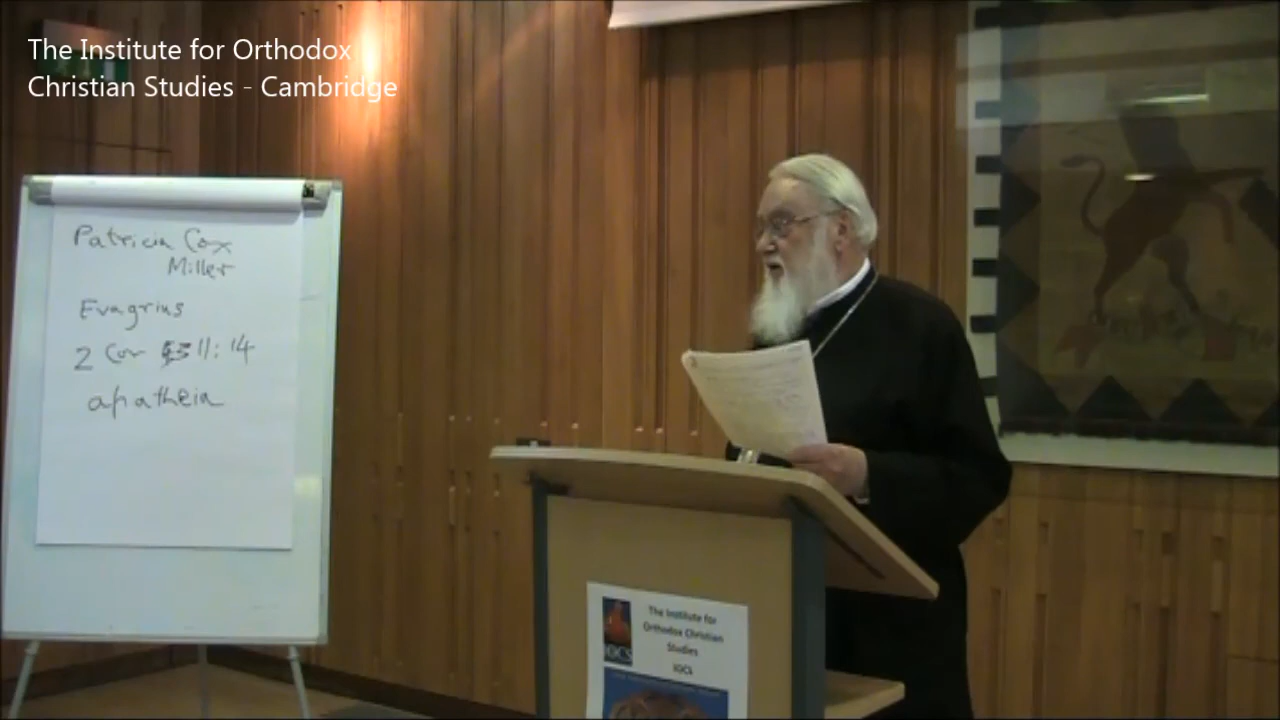 The Institute for Orthodox
Christian Studies - Cambridge
Patricia Cox
Miller
Evagrius
2 Cor 11:14
apatheia
The Institute for
Orthodox Christian
Studies
IOCS
IOCS